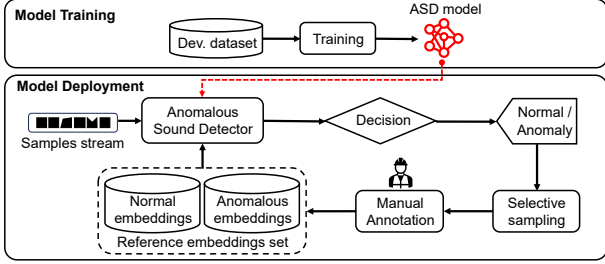 Model Training
ASD model
Dev. dataset
Training
Model Deployment
Samples stream
Anomalous
Sound Detector
Decision
Normal /
Anomaly
Normal
embeddings
Anomalous
embeddings
Reference embeddings set
Manual
Annotation
Selective
sampling